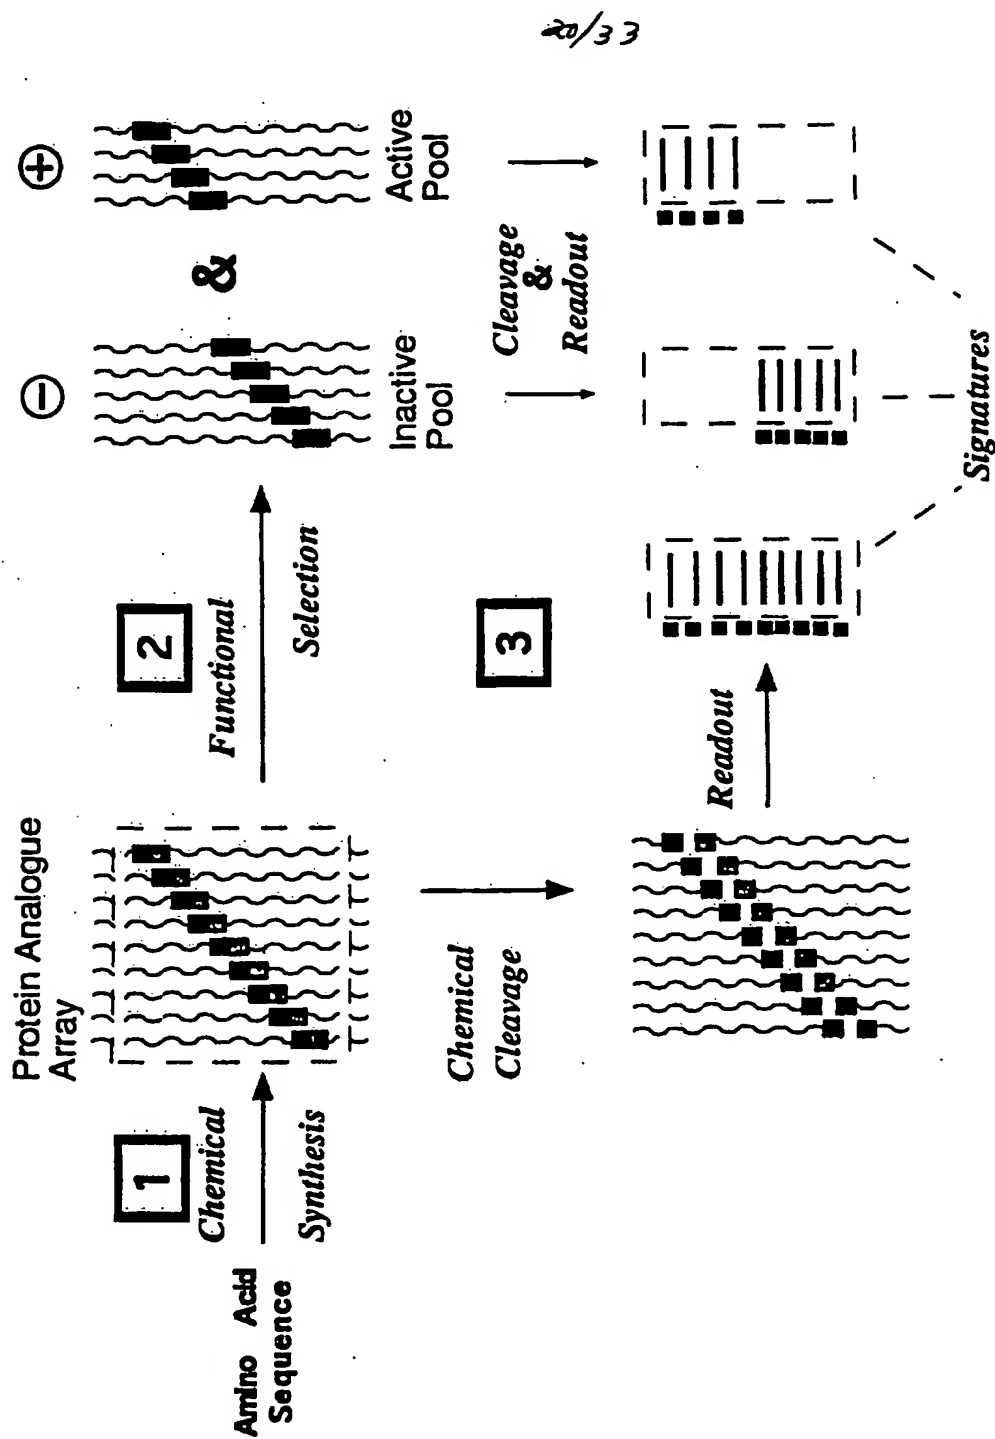 Protein Analogue
Array
1
Chemical
Synthesis
Amino Acid
Sequence
2
Functional
Selection
−
Inactive
Pool
&
+
Active
Pool
Chemical
Cleavage
3
Readout
Cleavage
&
Readout
Signatures
/33